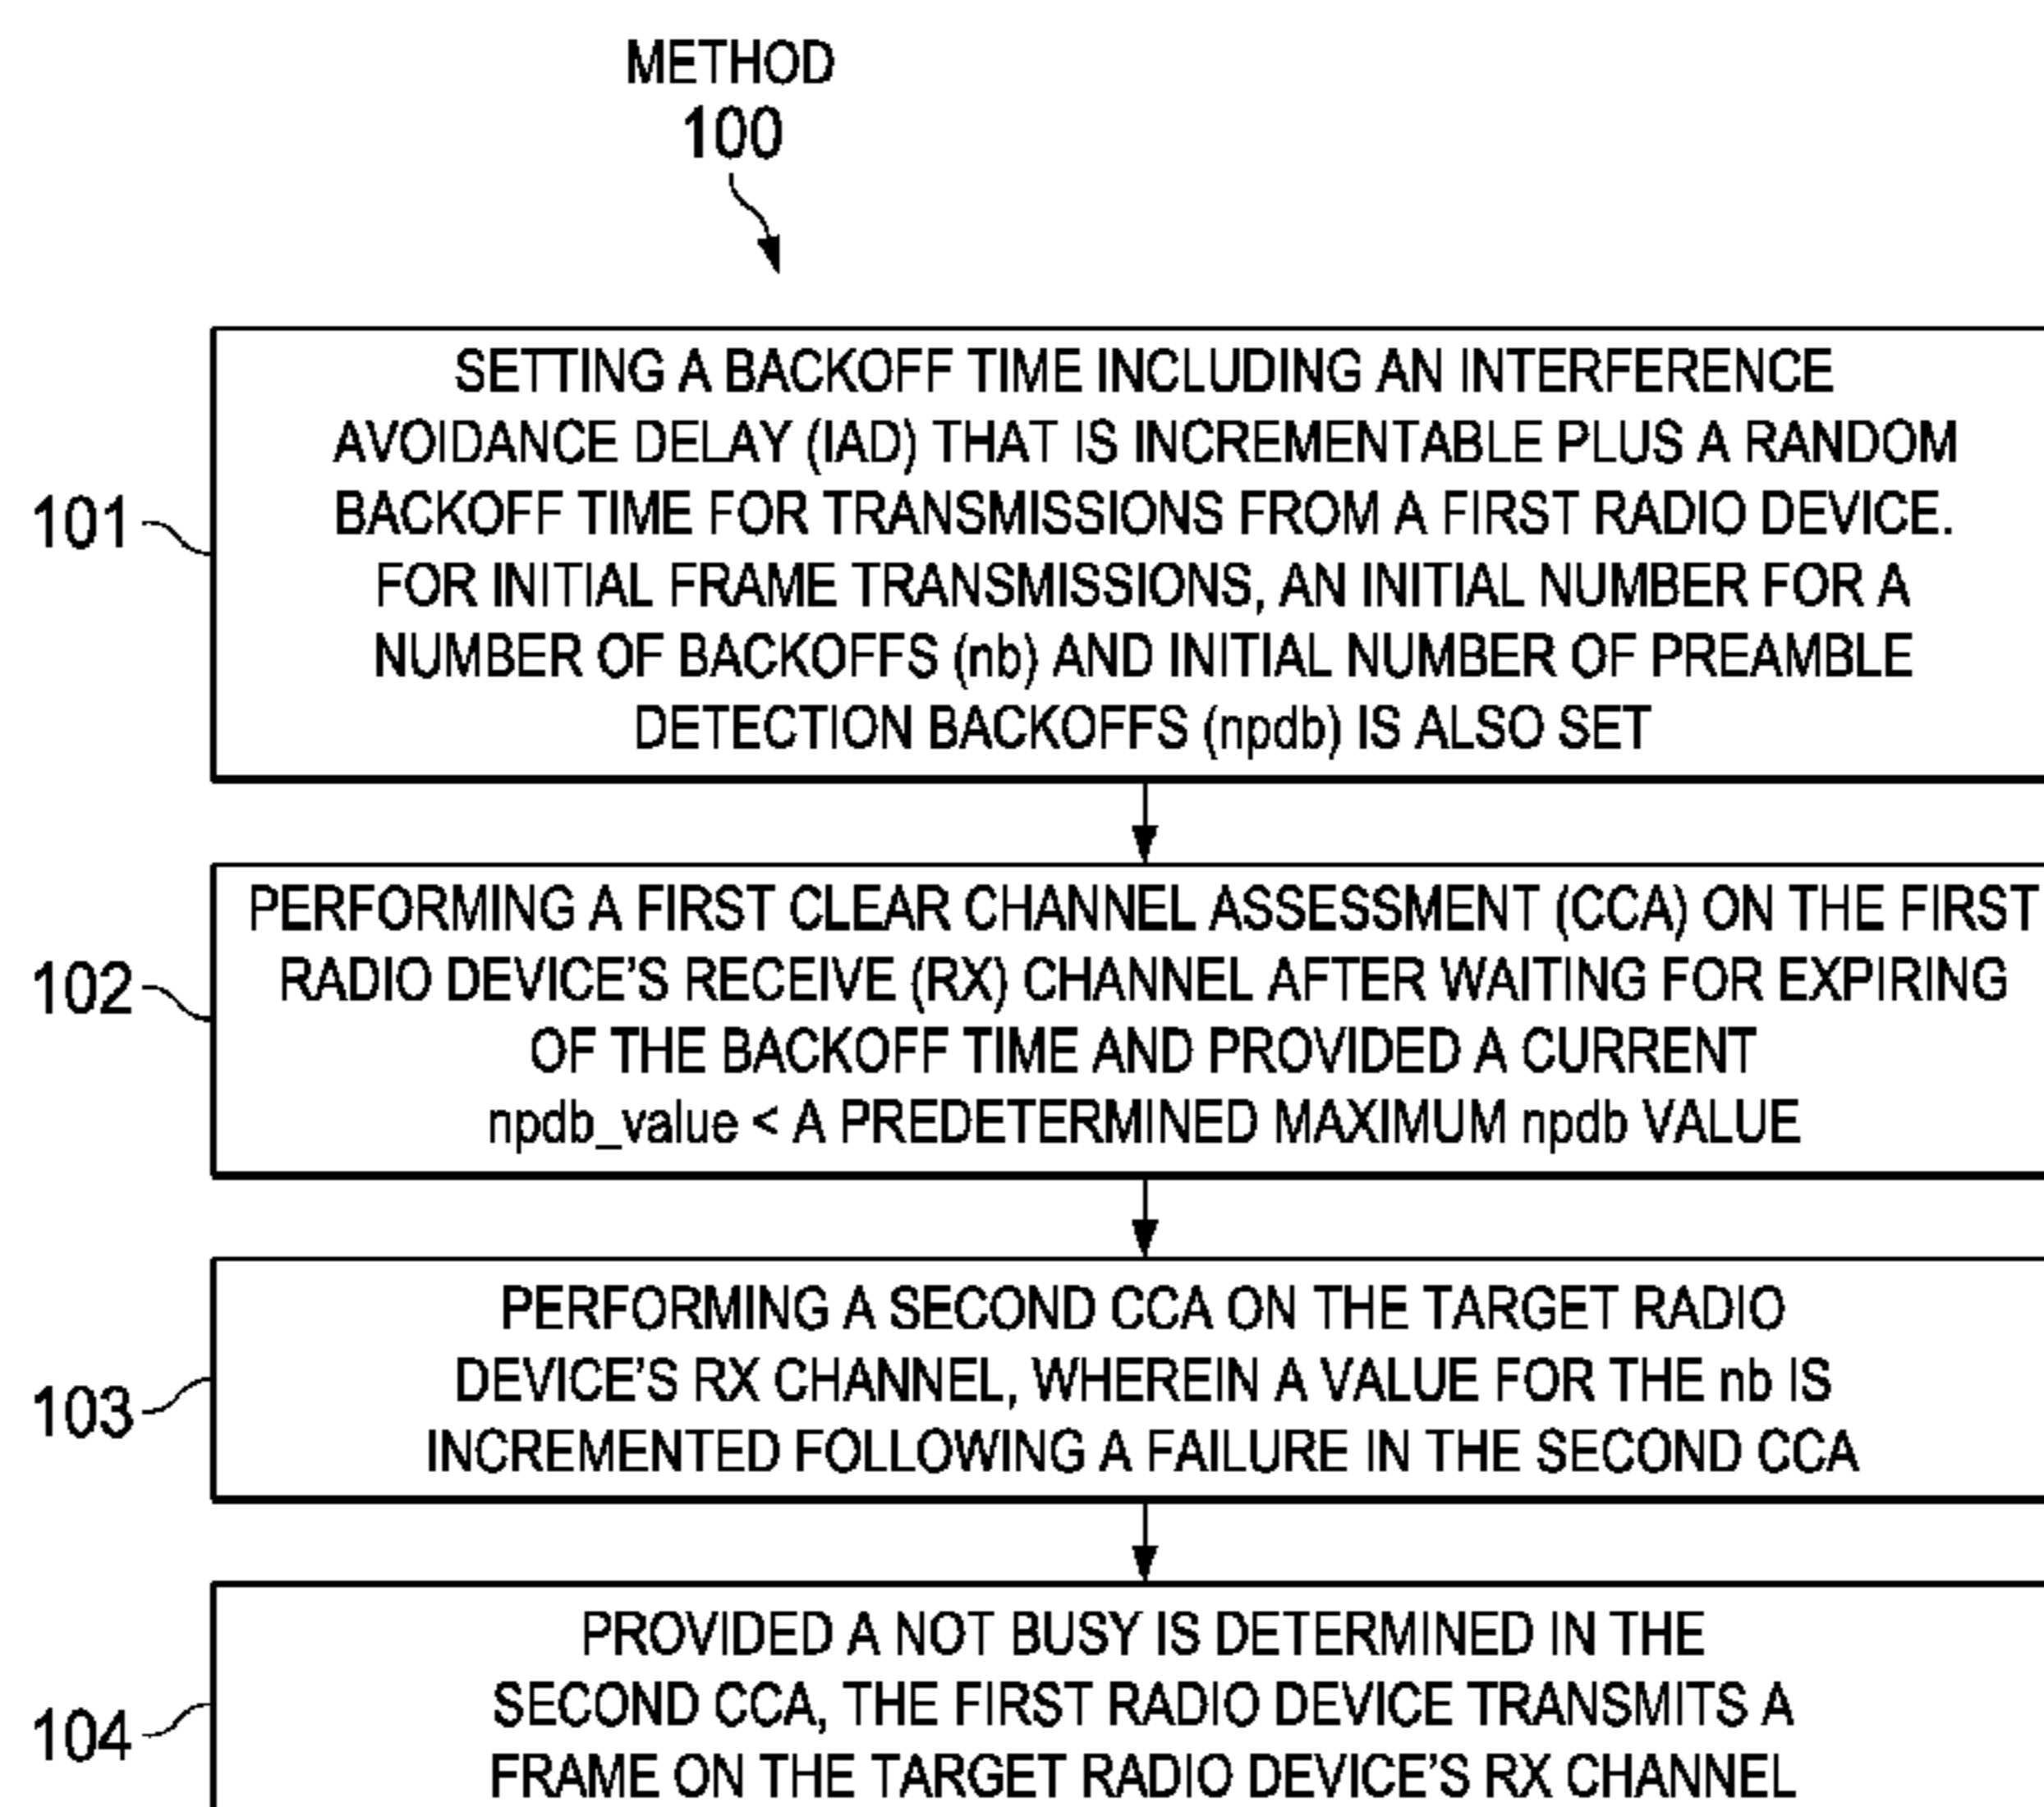 METHOD
100
101
SETTING A BACKOFF TIME INCLUDING AN INTERFERENCE
AVOIDANCE DELAY (IAD) THAT IS INCREMENTABLE PLUS A RANDOM
BACKOFF TIME FOR TRANSMISSIONS FROM A FIRST RADIO DEVICE.
FOR INITIAL FRAME TRANSMISSIONS, AN INITIAL NUMBER FOR A
NUMBER OF BACKOFFS (nb) AND INITIAL NUMBER OF PREAMBLE
DETECTION BACKOFFS (npdb) IS ALSO SET
102
PERFORMING A FIRST CLEAR CHANNEL ASSESSMENT (CCA) ON THE FIRST
RADIO DEVICE'S RECEIVE (RX) CHANNEL AFTER WAITING FOR EXPIRING
OF THE BACKOFF TIME AND PROVIDED A CURRENT
npdb_value < A PREDETERMINED MAXIMUM npdb VALUE
103
PERFORMING A SECOND CCA ON THE TARGET RADIO
DEVICE'S RX CHANNEL, WHEREIN A VALUE FOR THE nb IS
INCREMENTED FOLLOWING A FAILURE IN THE SECOND CCA
104
PROVIDED A NOT BUSY IS DETERMINED IN THE
SECOND CCA, THE FIRST RADIO DEVICE TRANSMITS A
FRAME ON THE TARGET RADIO DEVICE'S RX CHANNEL